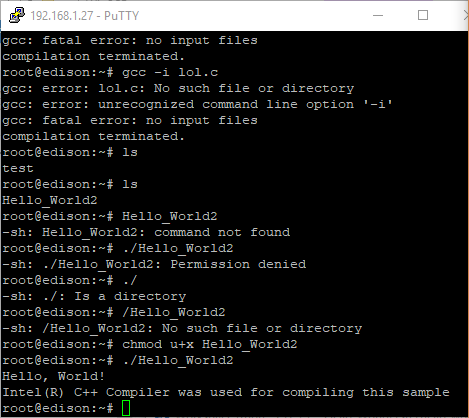 192.168.1.27 - PuTTY
gcc: fatal error: no input files
compilation terminated.
root@edison:~# gcc -i lol.c
gcc: error: lol.c: No such file or directory
gcc: error: unrecognized command line option '-i'
gcc: fatal error: no input files
compilation terminated.
root@edison:~# ls
test
root@edison:~# ls
Hello_World2
root@edison:~# Hello_World2
-sh: Hello_World2: command not found
root@edison:~# ./Hello_World2
-sh: ./Hello_World2: Permission denied
root@edison:~# ./
-sh: ./: Is a directory
root@edison:~# /Hello_World2
-sh: /Hello_World2: No such file or directory
root@edison:~# chmod u+x Hello_World2
root@edison:~# ./Hello_World2
Hello, World!
Intel(R) C++ Compiler was used for compiling this sample
root@edison:~#